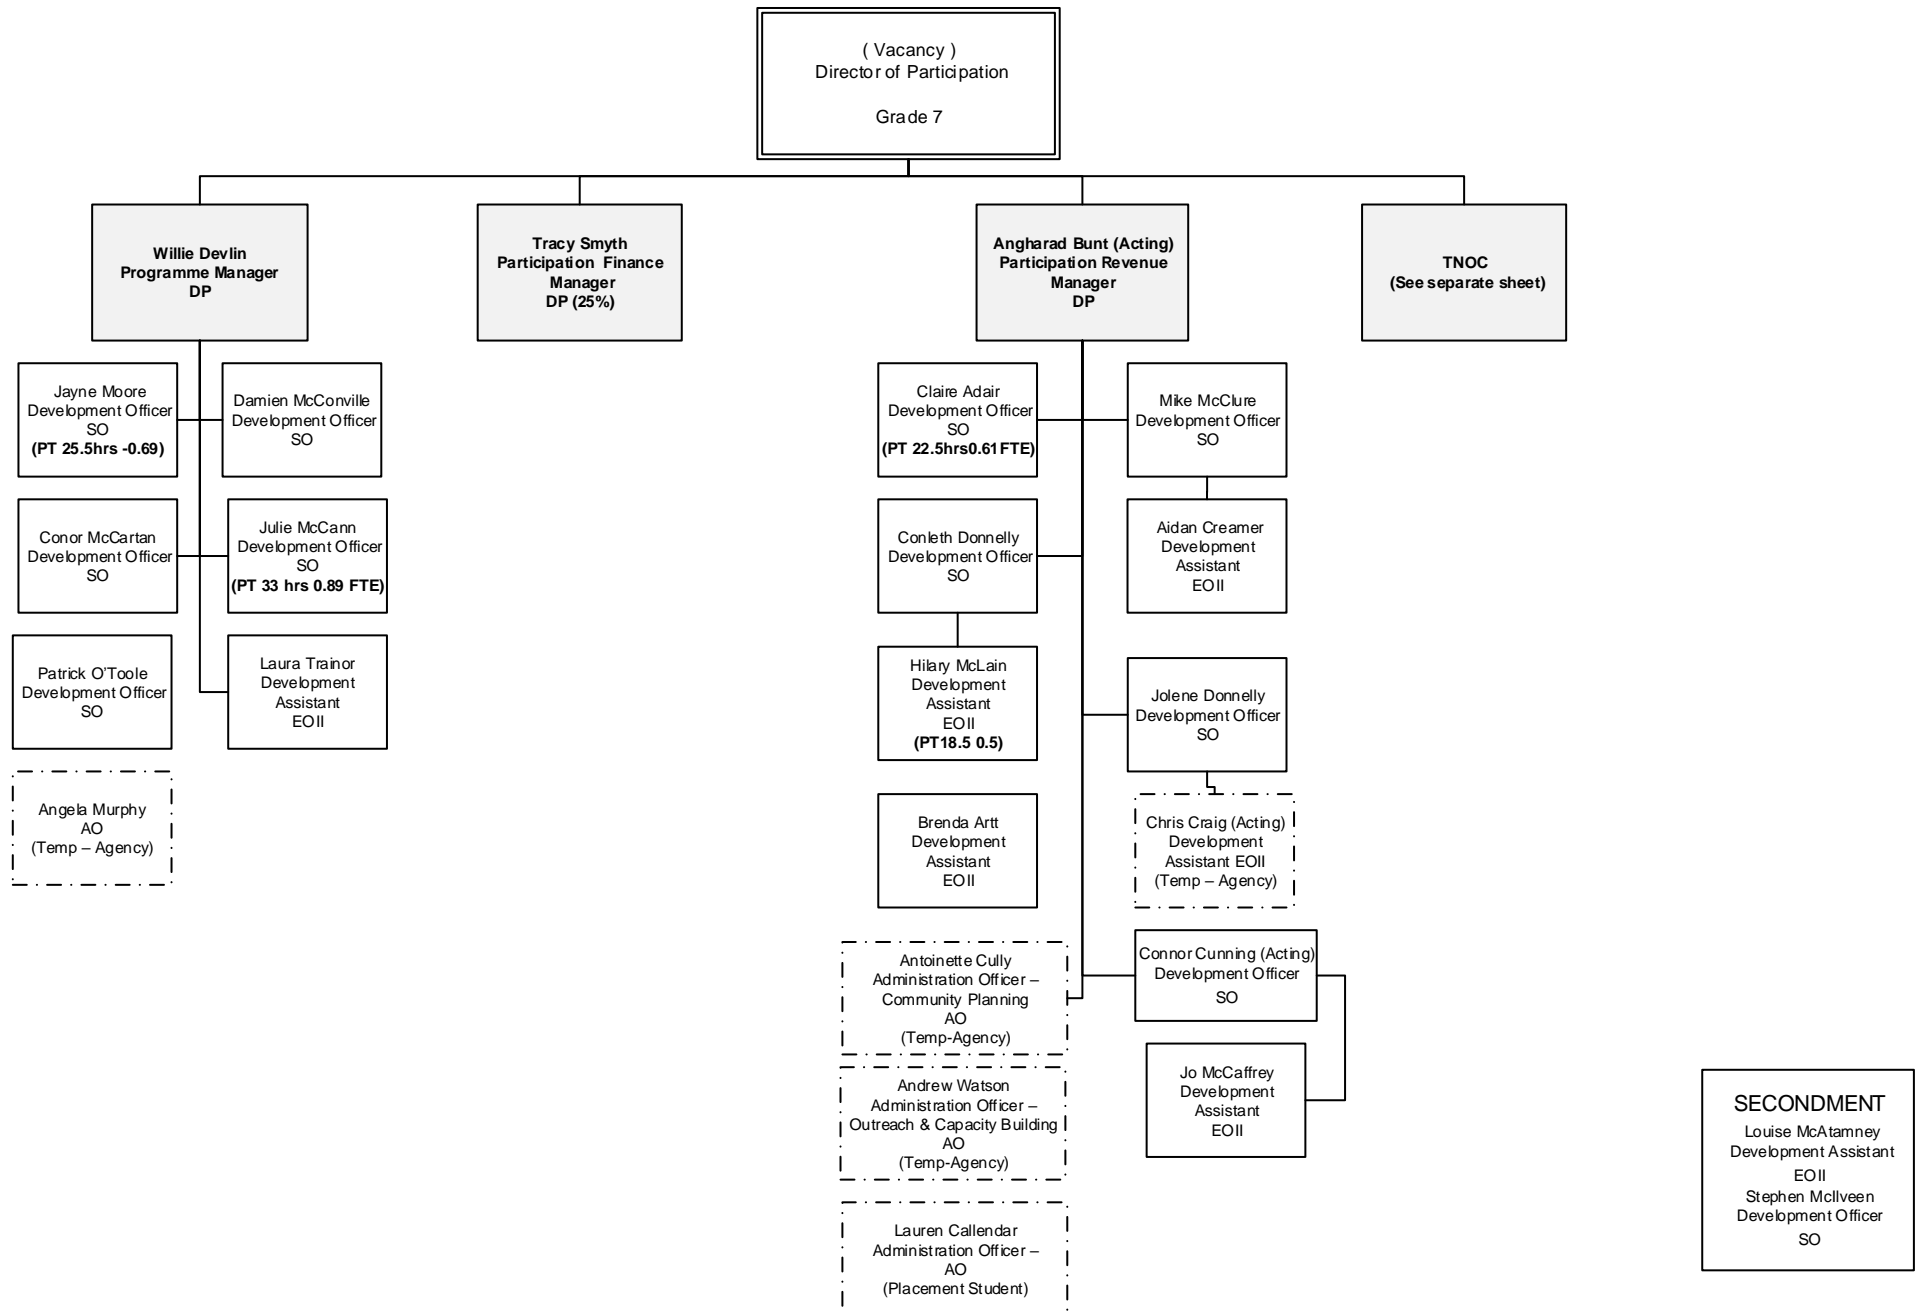 ( Vacancy )
Director of Participation
Grade 7
Willie Devlin
Programme Manager
DP
Tracy Smyth
Participation Finance
Manager
DP (25%)
Angharad Bunt (Acting)
Participation Revenue
Manager
DP
TNOC
(See separate sheet)
Jayne Moore
Development Officer
SO
(PT 25.5hrs -0.69)
Damien McConville
Development Officer
SO
Conor McCartan
Development Officer
SO
Julie McCann
Development Officer
SO
(PT 33 hrs 0.89 FTE)
Patrick O'Toole
Development Officer
SO
Laura Trainor
Development
Assistant
EOII
Angela Murphy
AO
(Temp – Agency)
Claire Adair
Development Officer
SO
(PT 22.5hrs0.61FTE)
Mike McClure
Development Officer
SO
Conleth Donnelly
Development Officer
SO
Aidan Creamer
Development
Assistant
EOII
Hilary McLain
Development
Assistant
EOII
(PT18.5 0.5)
Jolene Donnelly
Development Officer
SO
Brenda Artt
Development
Assistant
EOII
Chris Craig (Acting)
Development
Assistant EOII
(Temp – Agency)
Antoinette Cully
Administration Officer –
Community Planning
AO
(Temp-Agency)
Connor Cunning (Acting)
Development Officer
SO
Andrew Watson
Administration Officer –
Outreach & Capacity Building
AO
(Temp-Agency)
Jo McCaffrey
Development
Assistant
EOII
Lauren Callendar
Administration Officer –
AO
(Placement Student)
SECONDMENT
Louise McAtamney
Development Assistant
EOII
Stephen McIlveen
Development Officer
SO